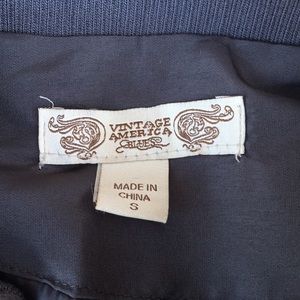 VINTAGE
AMERICA
BLUES
MADE IN
CHINA
S